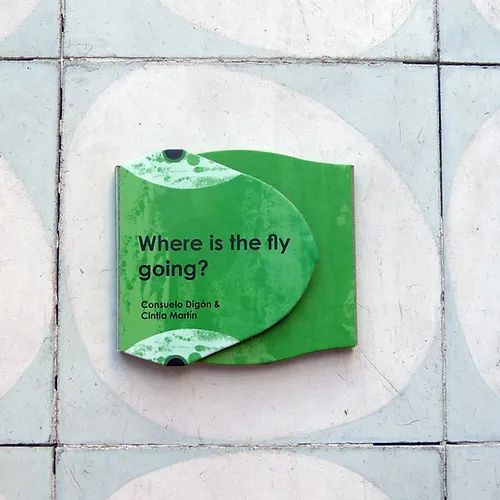 Where is the fly
going?
Consuelo Digón &
Cintia Martín